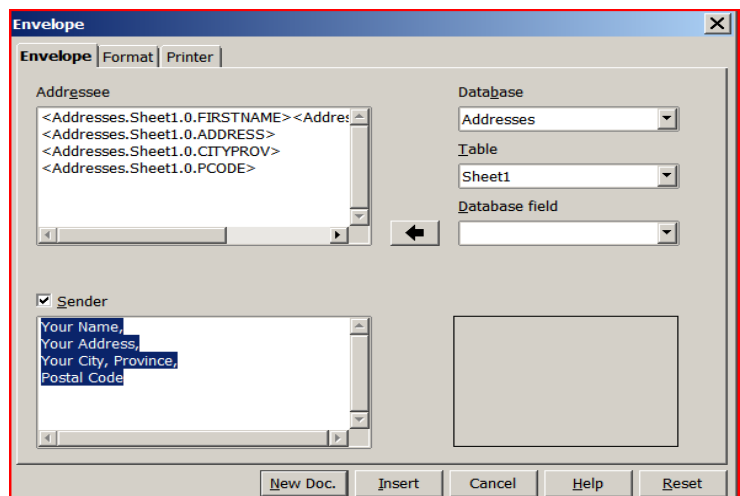 Envelope
Envelope Format Printer
Addressee
<Addresses.Sheet1.0.FIRSTNAME><Addres
<Addresses.Sheet1.0.ADDRESS>
<Addresses.Sheet1.0.CITYPROV>
<Addresses.Sheet1.0.PCODE>
Database
Addresses
Table
Sheet1
Database field
Sender
Your Name,
Your Address,
Your City, Province,
Postal Code
New Doc. Insert Cancel Help Reset